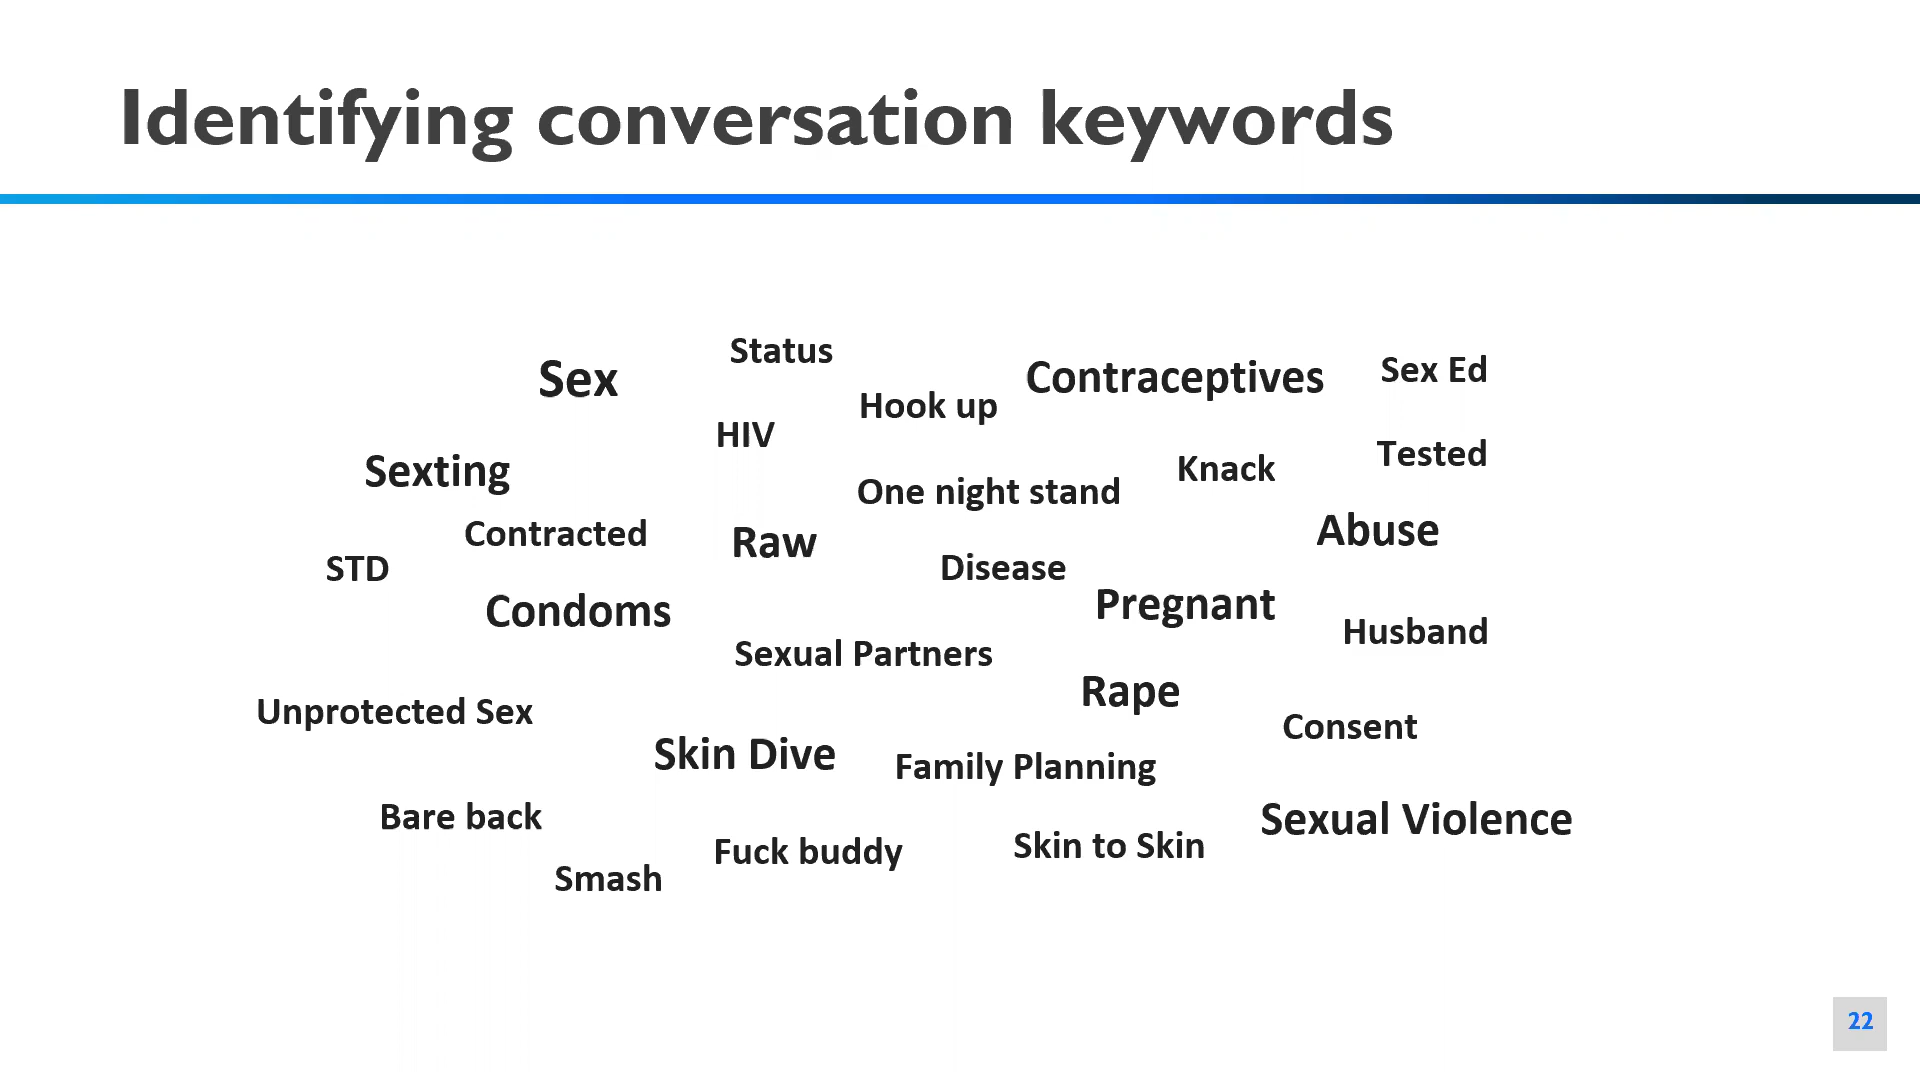 Identifying conversation keywords
Status
Sex
Contraceptives
Sex Ed
Hook up
HIV
Sexting
Knack
Tested
One night stand
Contracted
Raw
Abuse
STD
Disease
Condoms
Pregnant
Husband
Sexual Partners
Rape
Unprotected Sex
Consent
Skin Dive
Family Planning
Bare back
Sexual Violence
Fuck buddy
Skin to Skin
Smash
22